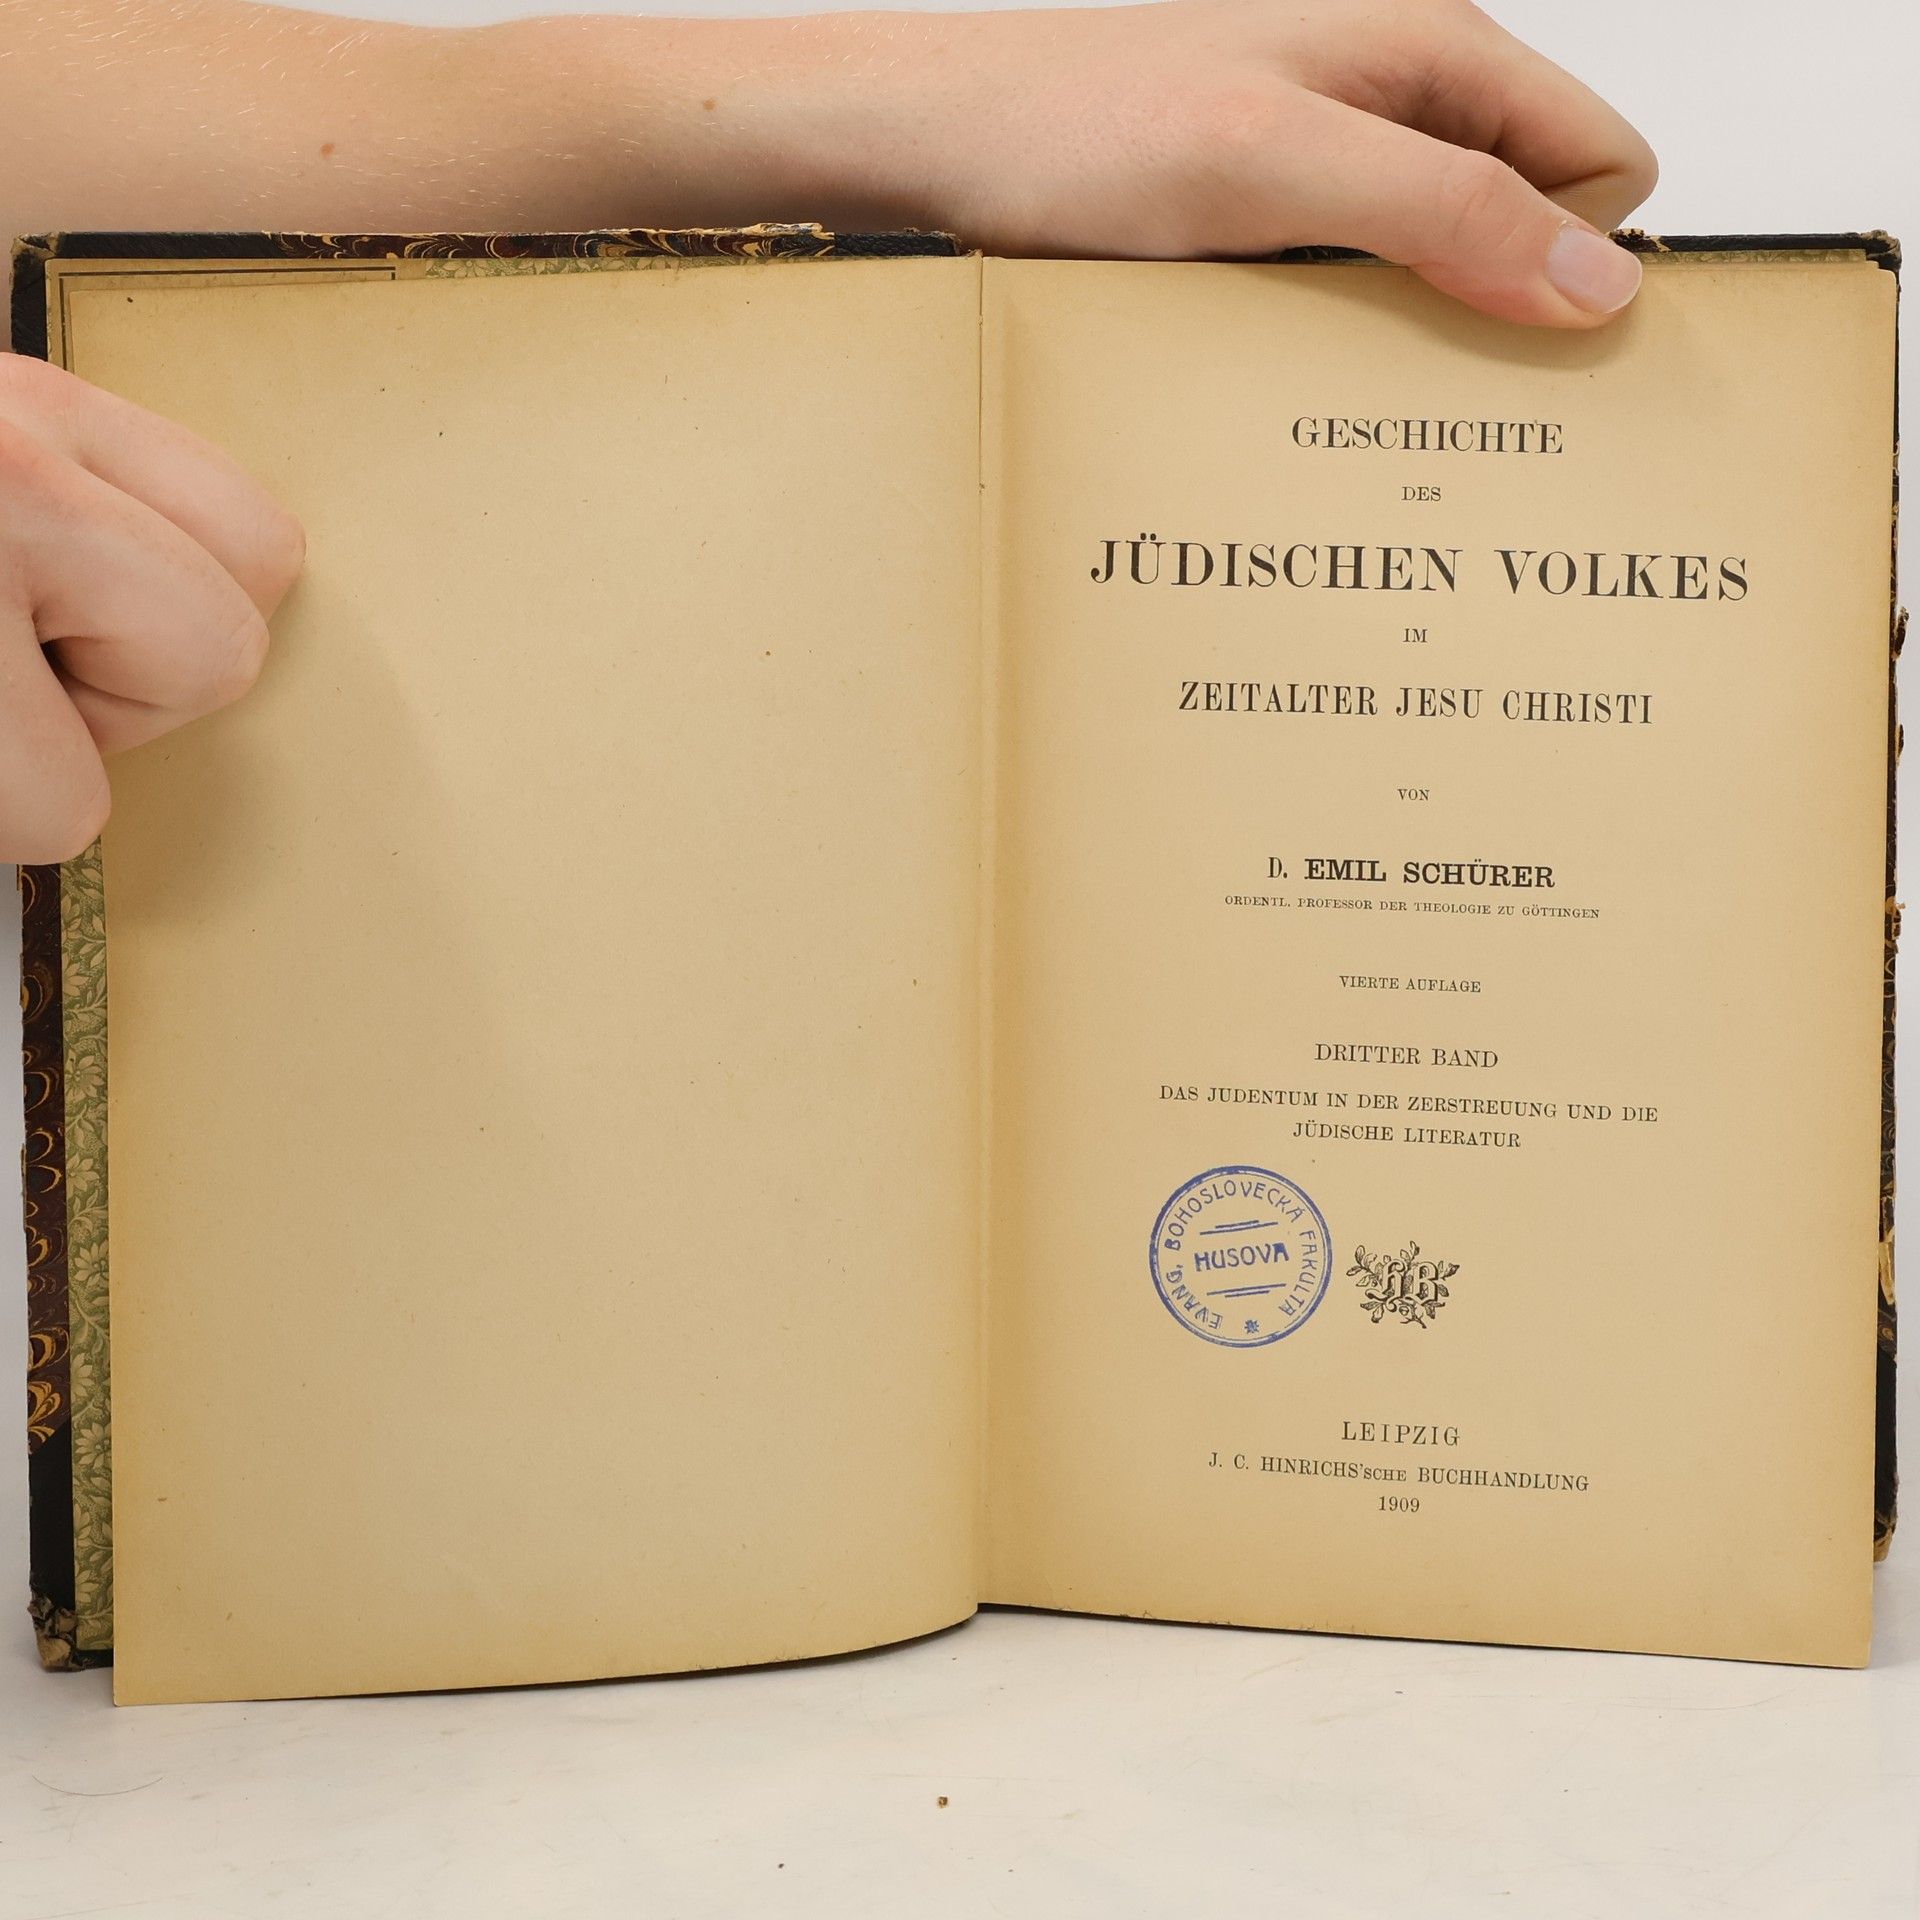 GESCHICHTE
DES
JÜDISCHEN VOLKES
IM
ZEITALTER JESU CHRISTI
VON
D. EMIL SCHÜRER
ORDENTL. PROFESSOR DER THEOLOGIE ZU GÖTTINGEN
VIERTE AUFLAGE
DRITTER BAND
DAS JUDENTUM IN DER ZERSTREUUNG UND DIE
JÜDISCHE LITERATUR
EVAND. BOHOSLOVECKÁ FAKULTA
HUSOVA
HB
LEIPZIG
J. C. HINRICHS'SCHE BUCHHANDLUNG
1909